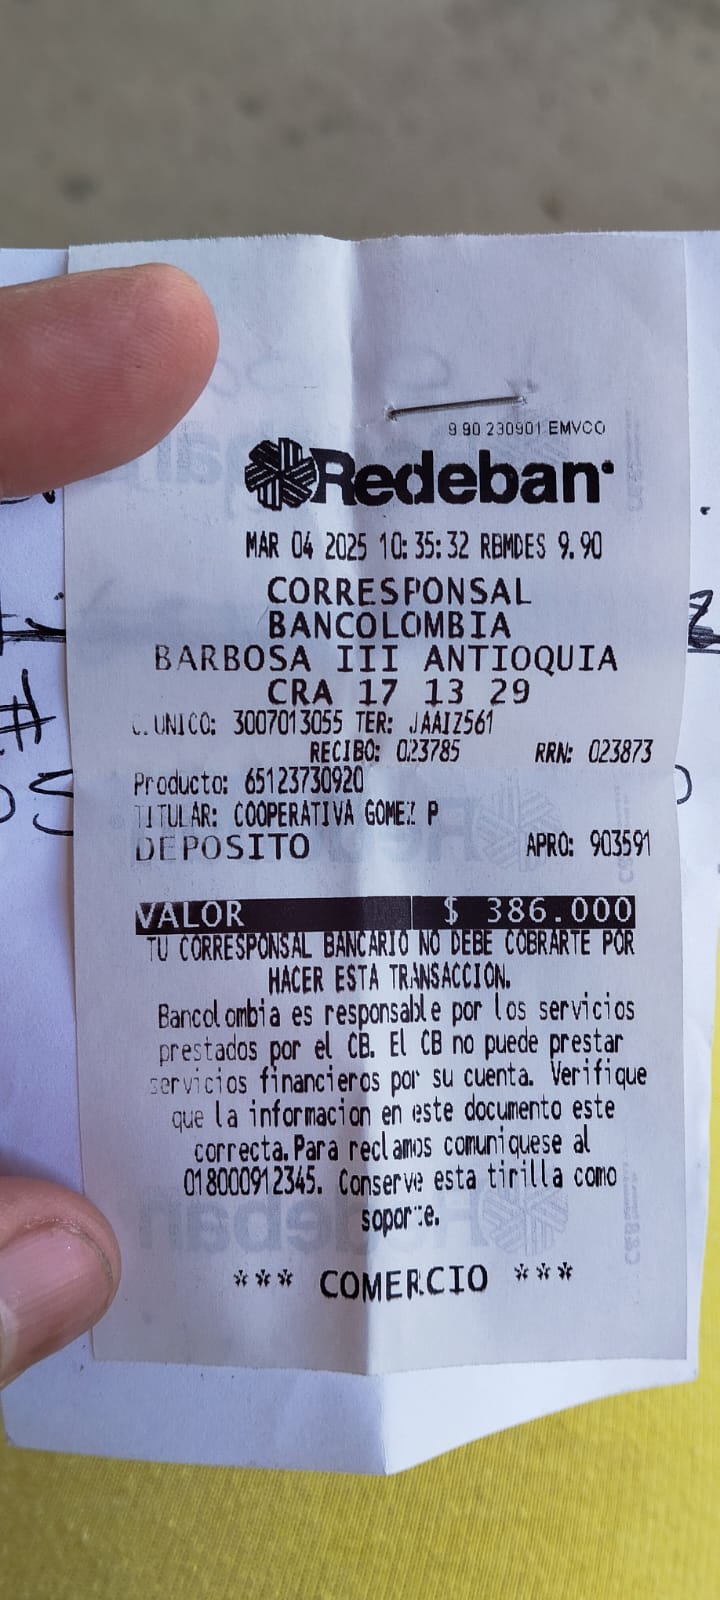 9.90 230901 EMVCO
Redeban
MAR 04 2025 10:35:32 RBMDES 9.90
CORRESPONSAL
BANCOLOMBIA
BARBOSA III ANTIOQUIA
CRA 17 13 29
C.UNICO: 3007013055 TER: JAAIZ561
RECIBO: 023785 RRN: 023873
Producto: 65123730920
TITULAR: COOPERATIVA GOMEZ P
DEPOSITO APRO: 903591
VALOR $ 386.000
TU CORRESPONSAL BANCARIO NO DEBE COBRARTE POR
HACER ESTA TRANSACCION.
Bancolombia es responsable por los servicios
prestados por el CB. El CB no puede prestar
servicios financieros por su cuenta. Verifique
que la informacion en este documento este
correcta.Para reclamos comuniquese al
018000912345. Conserve esta tirilla como
soporte.
*** COMERCIO ***